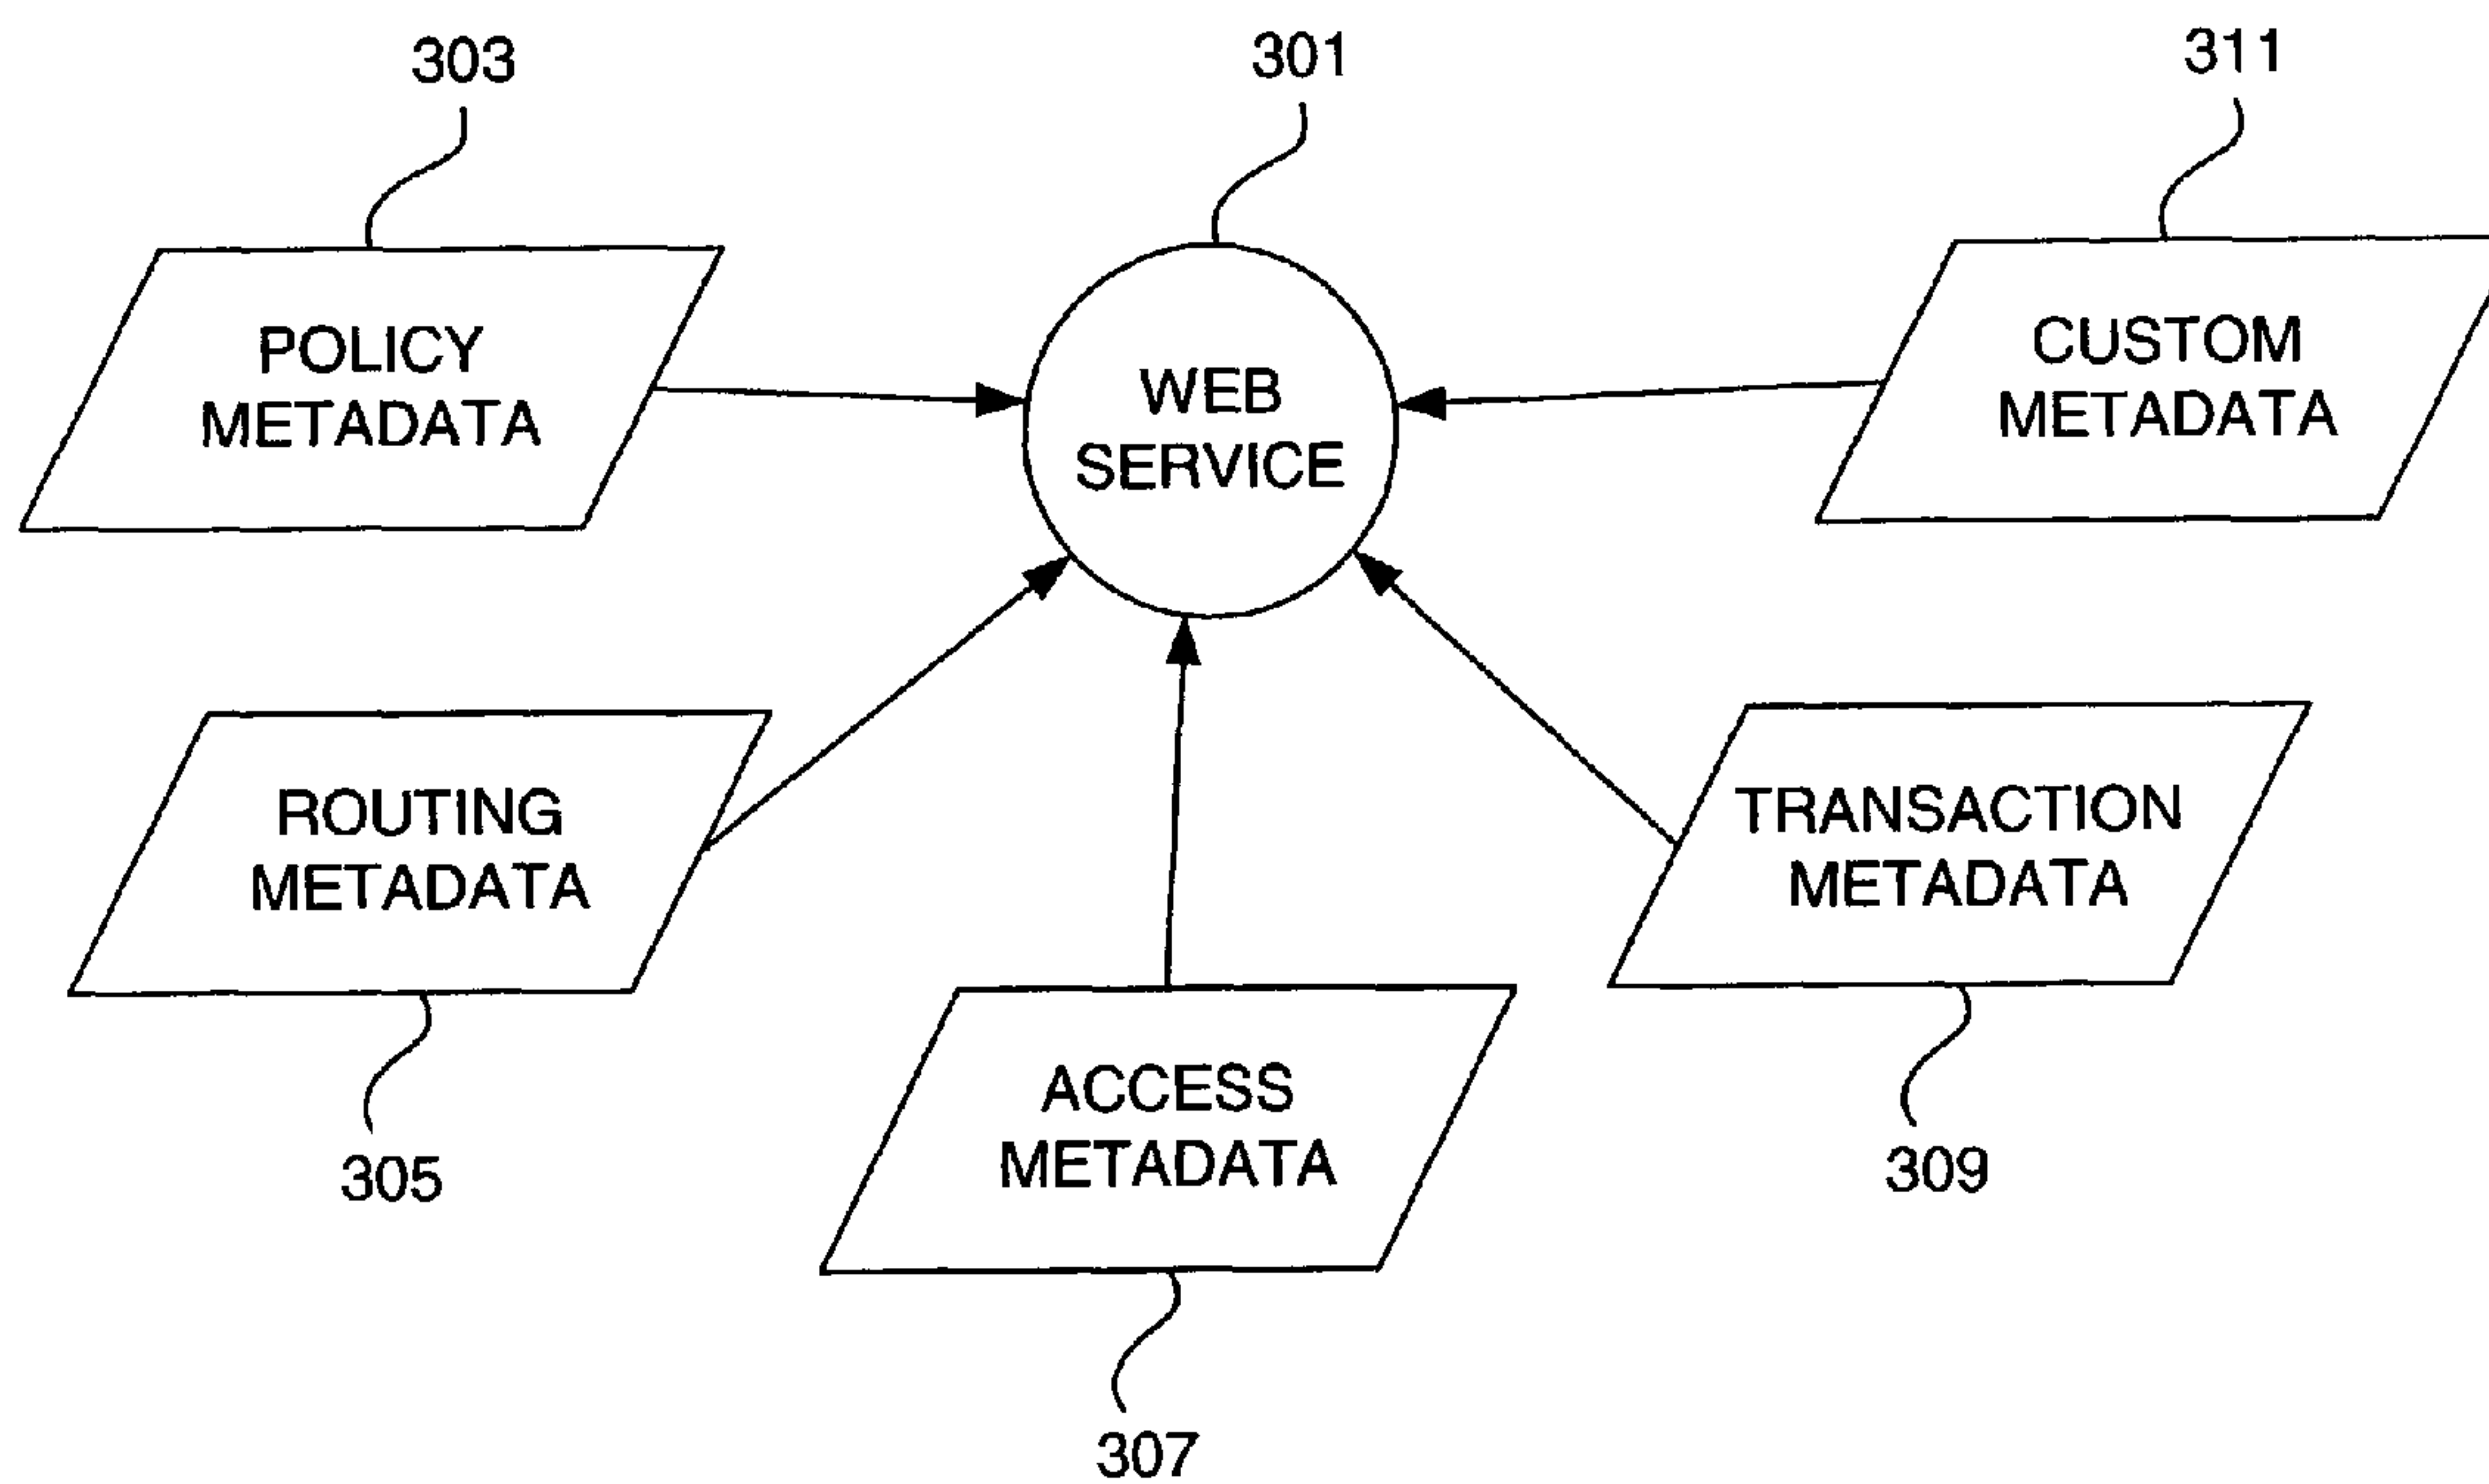 303
301
311
POLICY
METADATA
WEB
SERVICE
CUSTOM
METADATA
ROUTING
METADATA
TRANSACTION
METADATA
ACCESS
METADATA
305
309
307